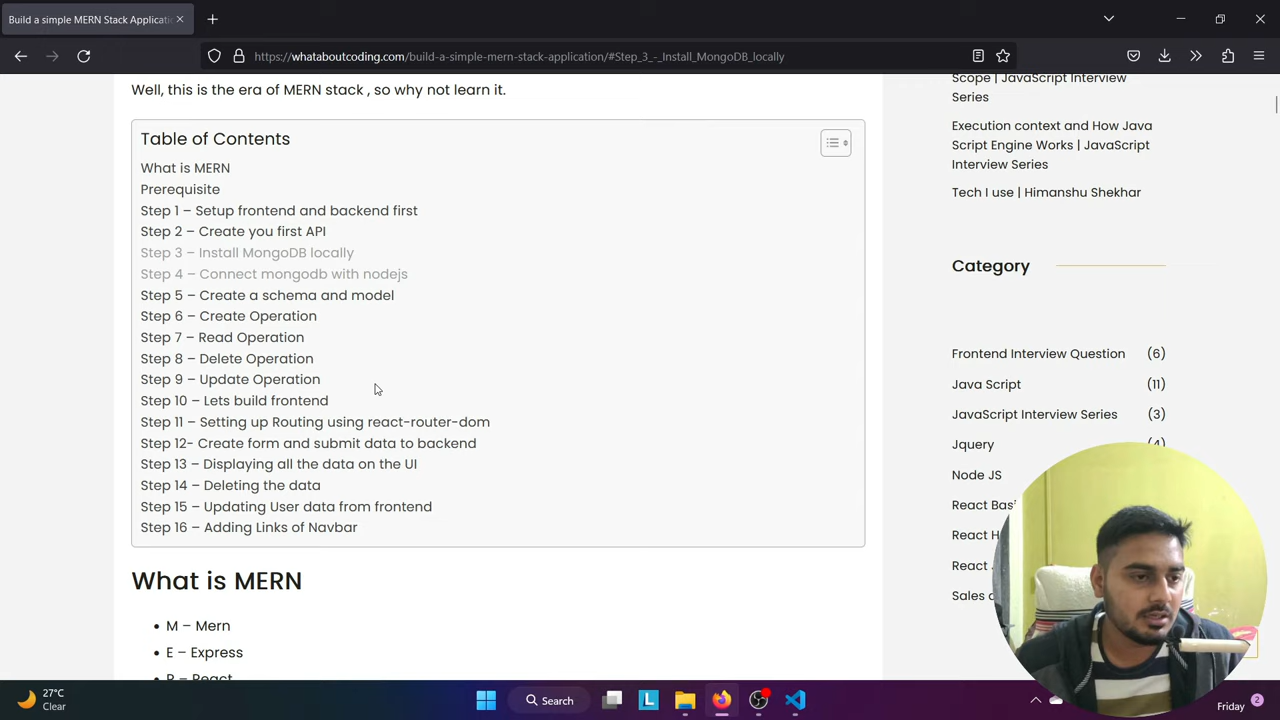 Build a simple MERN Stack Applicati
https://whataboutcoding.com/build-a-simple-mern-stack-application/#Step_3_-_Install_MongoDB_locally
Well, this is the era of MERN stack , so why not learn it.
Table of Contents
What is MERN
Prerequisite
Step 1 – Setup frontend and backend first
Step 2 – Create you first API
Step 3 – Install MongoDB locally
Step 4 – Connect mongodb with nodejs
Step 5 – Create a schema and model
Step 6 – Create Operation
Step 7 – Read Operation
Step 8 – Delete Operation
Step 9 – Update Operation
Step 10 – Lets build frontend
Step 11 – Setting up Routing using react-router-dom
Step 12- Create form and submit data to backend
Step 13 – Displaying all the data on the UI
Step 14 – Deleting the data
Step 15 – Updating User data from frontend
Step 16 – Adding Links of Navbar
What is MERN
M – Mern
E – Express
R – React
Scope | JavaScript Interview
Series
Execution context and How Java
Script Engine Works | JavaScript
Interview Series
Tech I use | Himanshu Shekhar
Category
Frontend Interview Question (6)
Java Script (11)
JavaScript Interview Series (3)
Jquery (4)
Node JS
React Bas
React H
React
Sales
27°C
Clear
Search
L
Friday
2